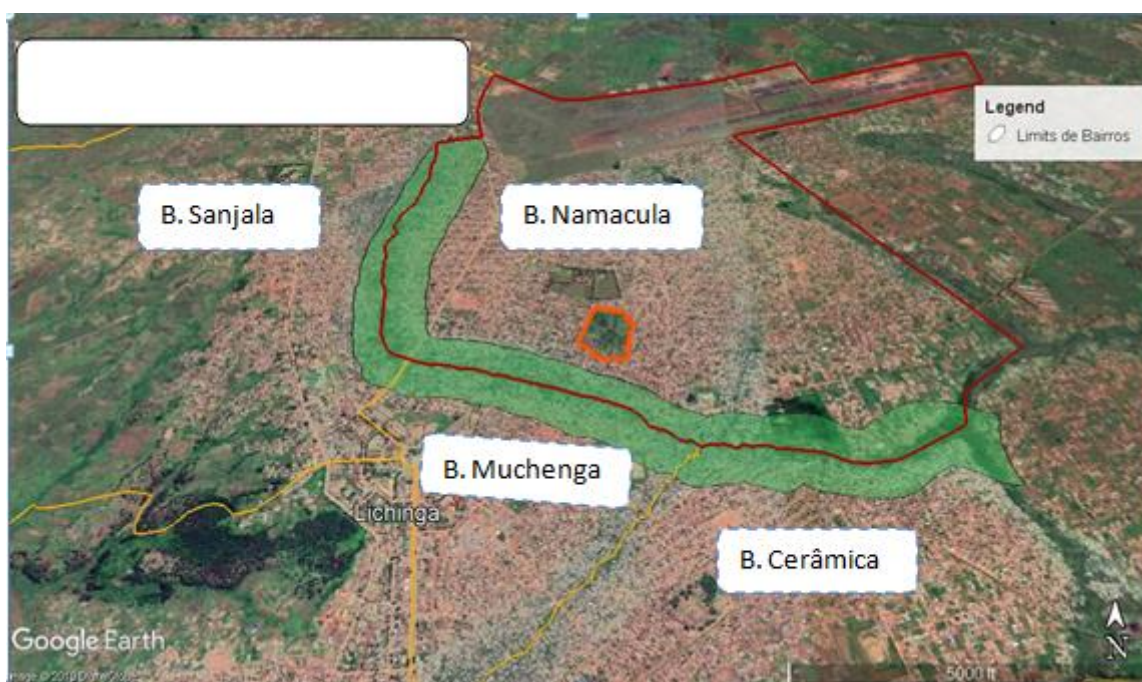 Legend
Limits de Bairros
B. Sanjala
B. Namacula
B. Muchenga
Lichinga
B. Cerâmica
Google Earth
N
5000 ft